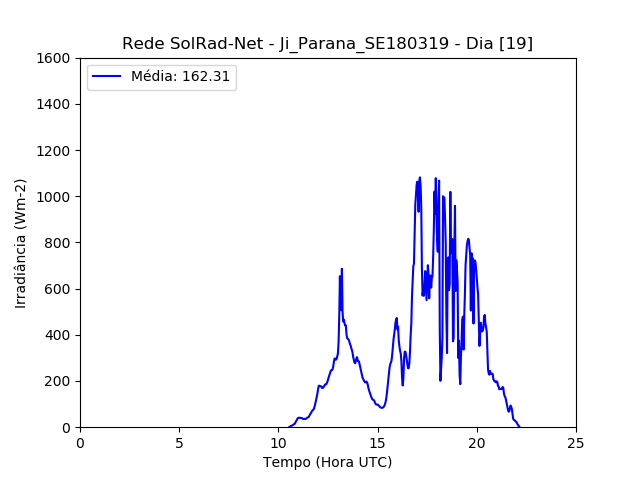 Rede SolRad-Net - Ji_Parana_SE180319 - Dia [19]
Média: 162.31
Irradiância (Wm-2)
1600
1400
1200
1000
800
600
400
200
0
0 5 10 15 20 25
Tempo (Hora UTC)